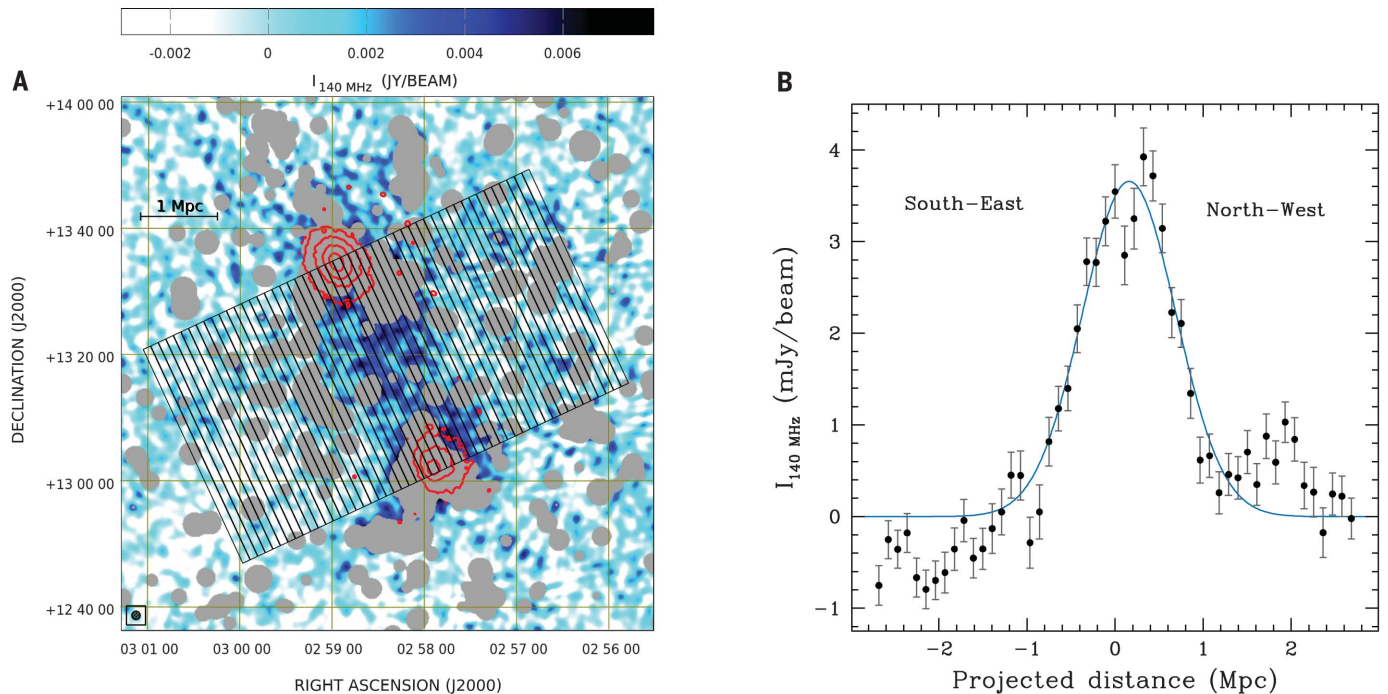 -0.002 0 0.002 0.004 0.006
A
I140 MHz (JY/BEAM)
+14 00 00
+13 40 00
+13 20 00
+13 00 00
+12 40 00
DECLINATION (J2000)
1 Mpc
03 01 00 03 00 00 02 59 00 02 58 00 02 57 00 02 56 00
RIGHT ASCENSION (J2000)
B
4
3
2
1
0
-1
I140 MHz (mJy/beam)
South-East
North-West
-2 -1 0 1 2
Projected distance (Mpc)